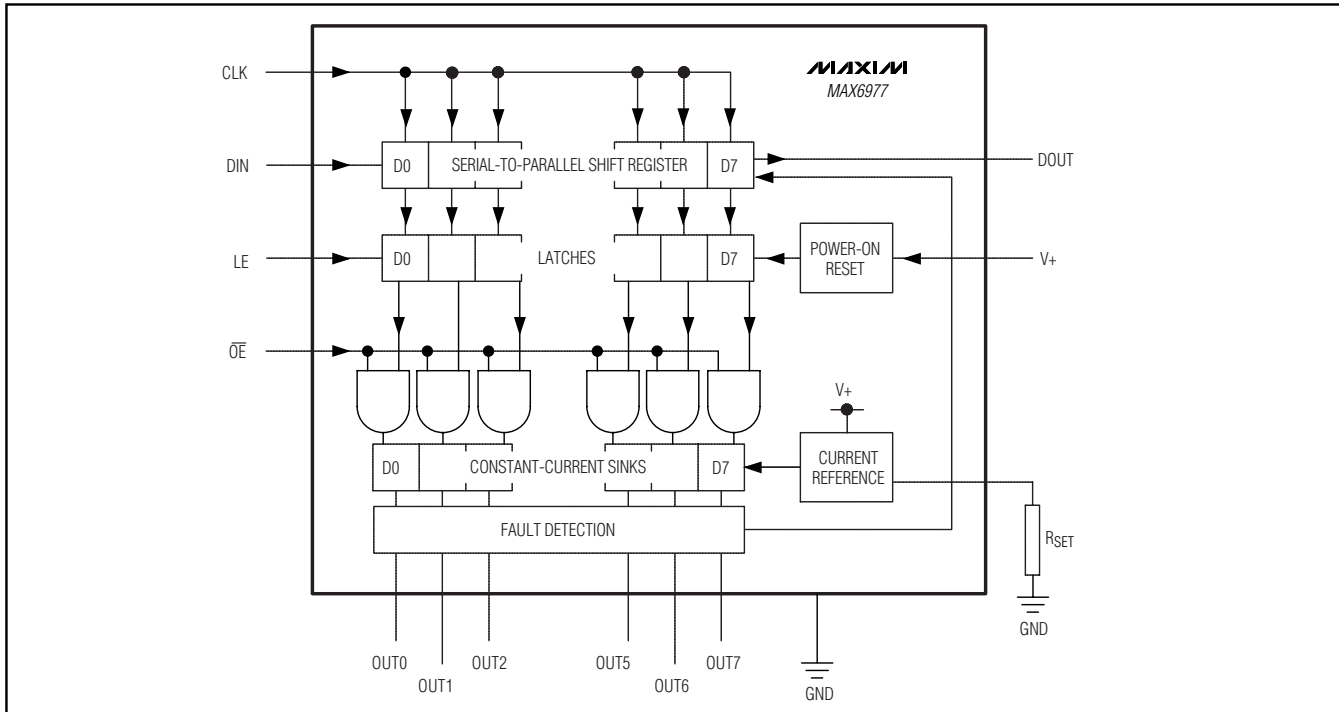 MAXIM
MAX6977
CLK
DIN
D0
SERIAL-TO-PARALLEL SHIFT REGISTER
D7
DOUT
LE
D0
LATCHES
D7
POWER-ON
RESET
V+
OE
V+
D0
CONSTANT-CURRENT SINKS
D7
CURRENT
REFERENCE
FAULT DETECTION
RSET
GND
OUT0
OUT1
OUT2
OUT5
OUT6
OUT7
GND